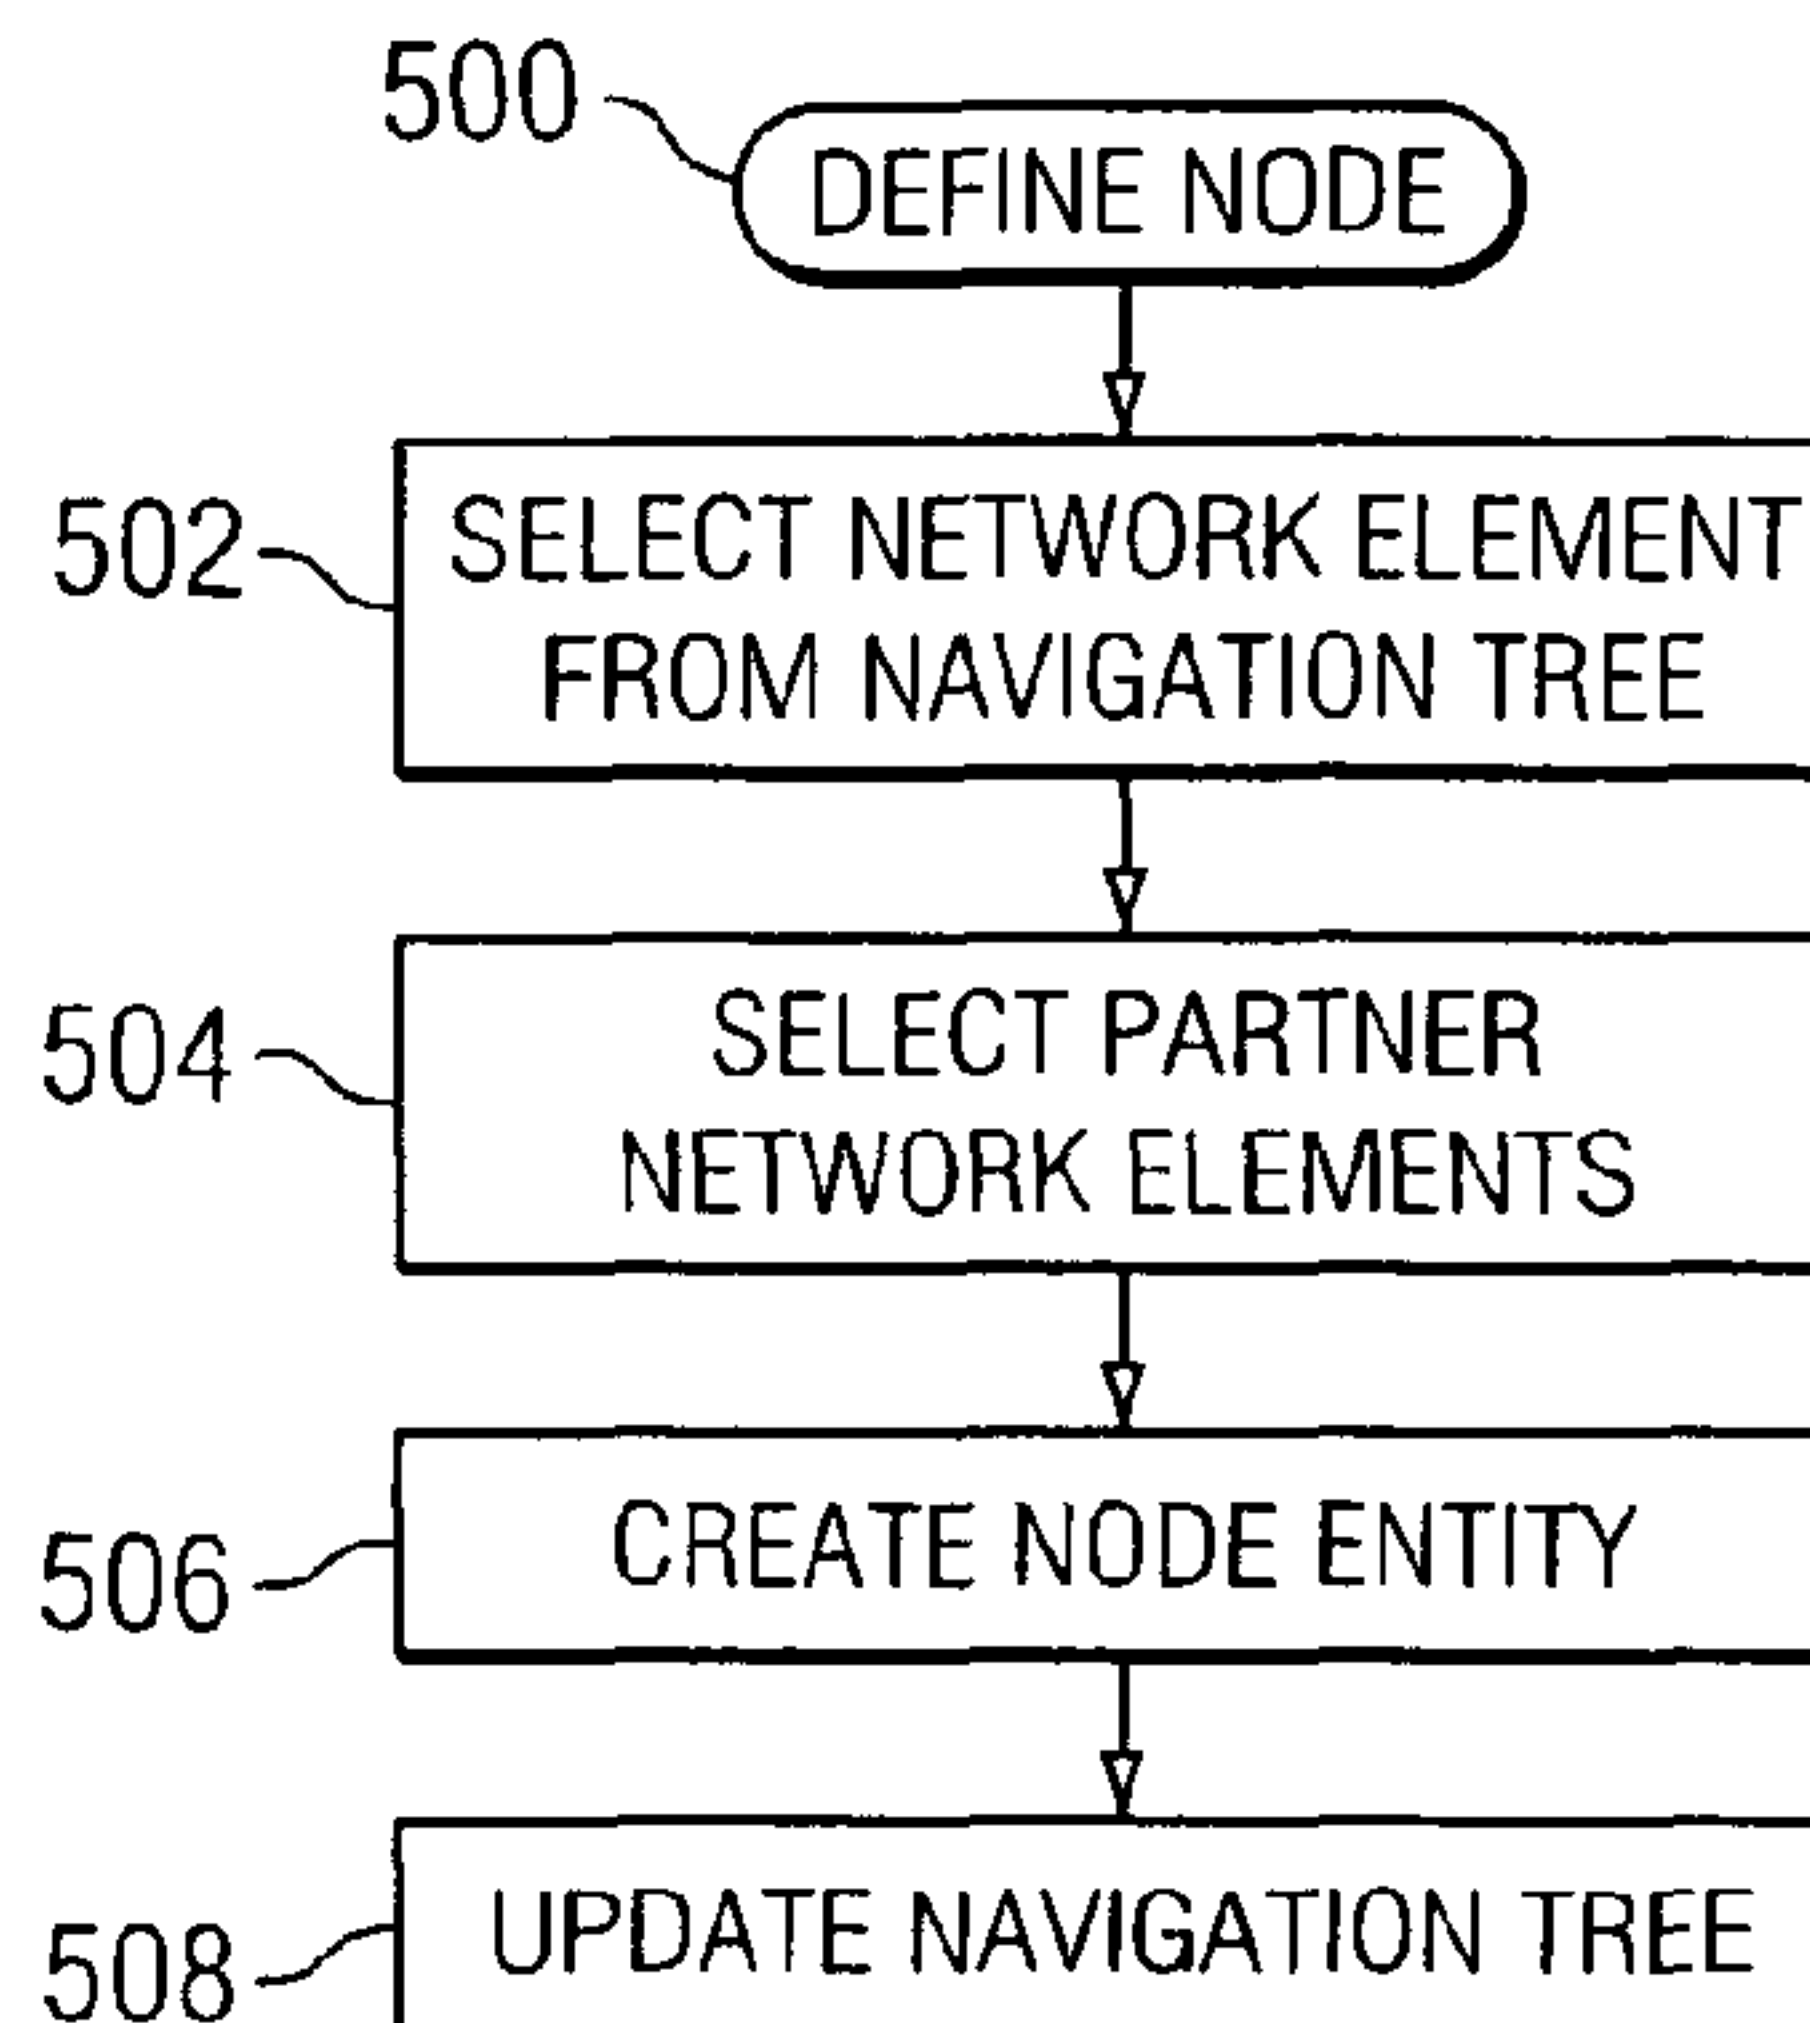 500
DEFINE NODE
502
SELECT NETWORK ELEMENT
FROM NAVIGATION TREE
504
SELECT PARTNER
NETWORK ELEMENTS
506
CREATE NODE ENTITY
508
UPDATE NAVIGATION TREE